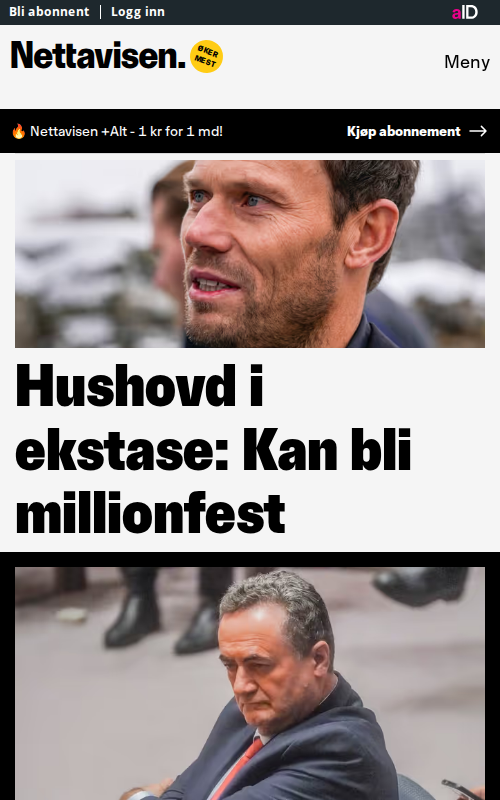 Bli abonnent | Logg inn
aID
Nettavisen.
ØKER
MEST
Meny
🔥 Nettavisen +Alt - 1 kr for 1 md!
Kjøp abonnement →
Hushovd i
ekstase: Kan bli
millionfest